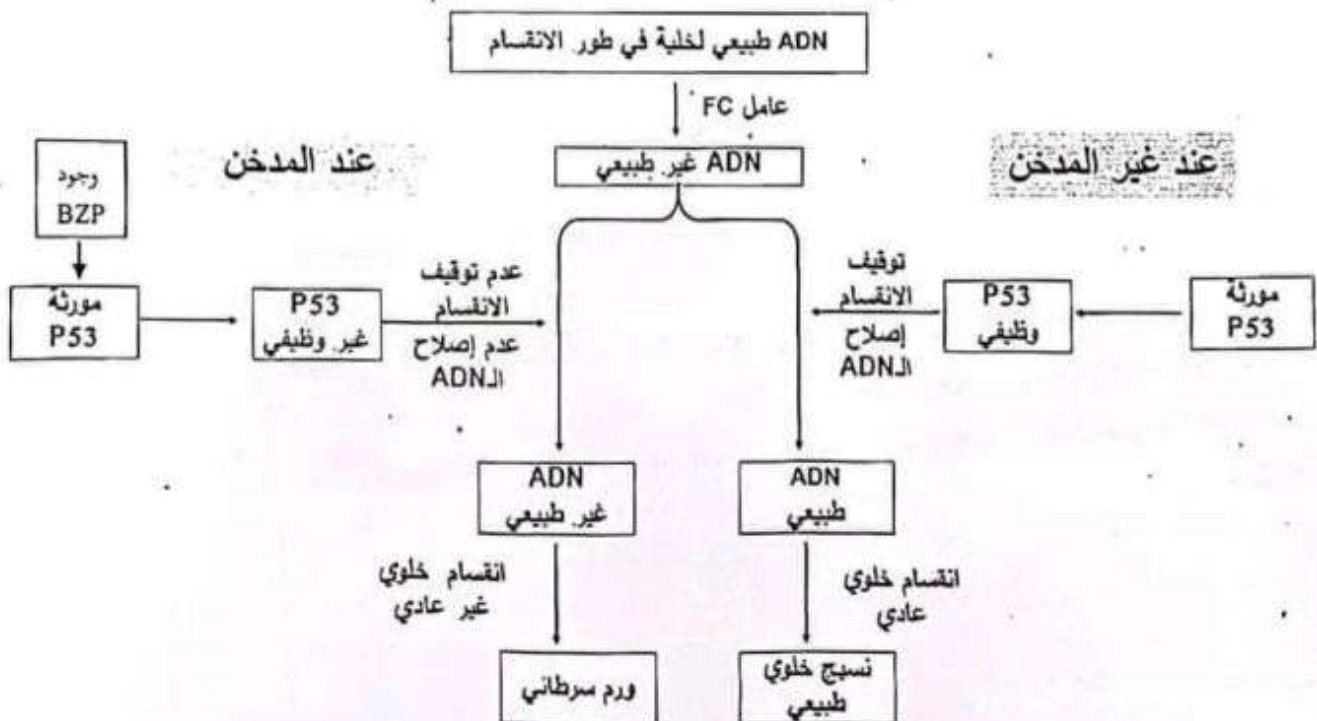 ADN طبيعي لخلية في طور الانقسام
عامل FC
عند غير المدخن
ADN غير طبيعي
عند المدخن
وجود
BZP
مورثة
P53
P53
وظيفي
توقيف
الانقسام
إصلاح
الـADN
عدم توقيف
الانقسام
عدم إصلاح
الـADN
P53
غير وظيفي
مورثة
P53
ADN
طبيعي
ADN
غير طبيعي
انقسام خلوي
عادي
انقسام خلوي
غير عادي
نسيج خلوي
طبيعي
ورم سرطاني